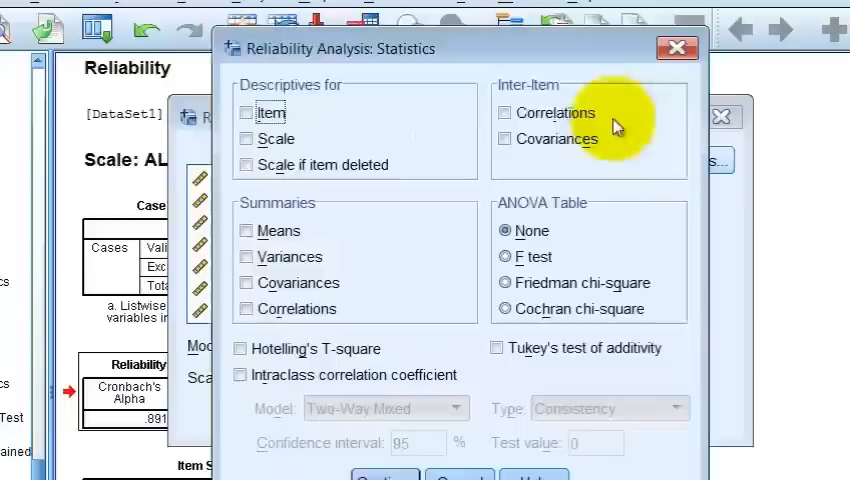 Reliability Analysis: Statistics
Reliability
[DataSet1]
Scale: AL
Case
Cases
a. Listwise
variables in
Reliability
Cronbach's
Alpha
.891
Item S
Test
Descriptives for
Item
Scale
Scale if item deleted
Inter-Item
Correlations
Covariances
Summaries
Means
Variances
Covariances
Correlations
ANOVA Table
None
F test
Friedman chi-square
Cochran chi-square
Hotelling's T-square
Tukey's test of additivity
Intraclass correlation coefficient
Model: Two-Way Mixed
Type: Consistency
Confidence interval: 95 %
Test value: 0